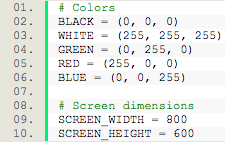 01. # Colors
02. BLACK = (0, 0, 0)
03. WHITE = (255, 255, 255)
04. GREEN = (0, 255, 0)
05. RED = (255, 0, 0)
06. BLUE = (0, 0, 255)
07.
08. # Screen dimensions
09. SCREEN_WIDTH = 800
10. SCREEN_HEIGHT = 600